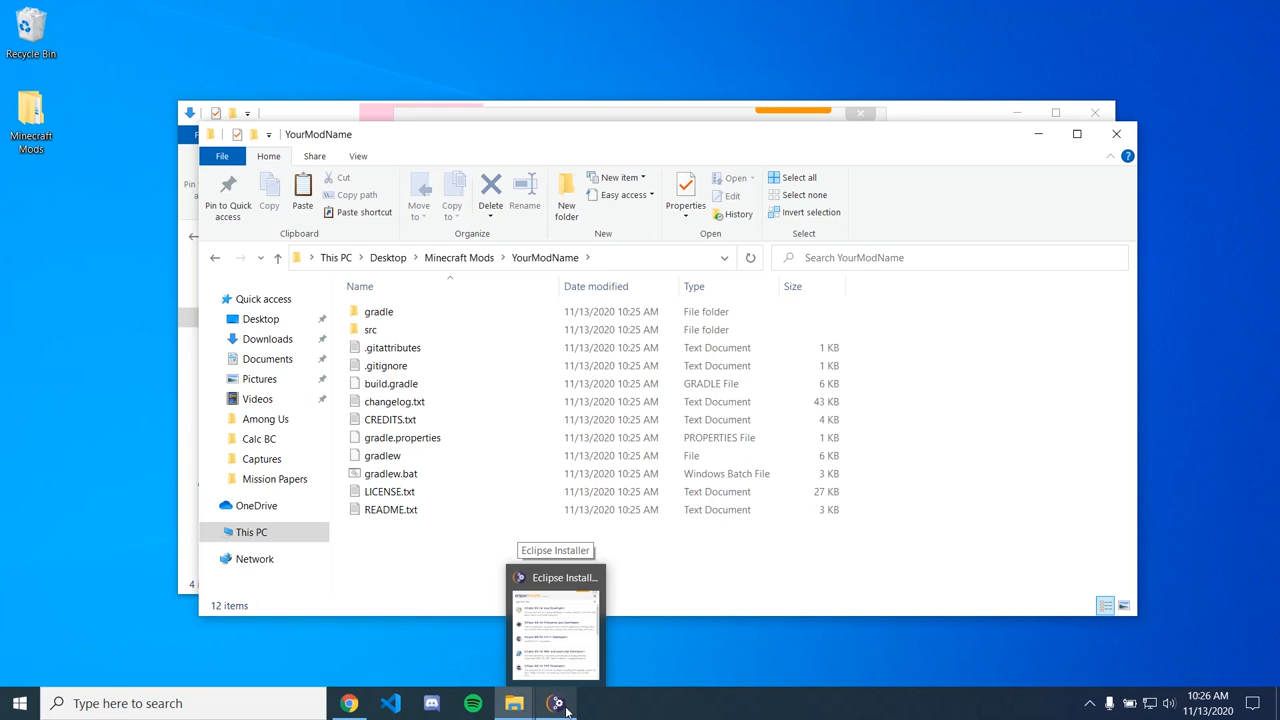 Recycle Bin
Minecraft
Mods
YourModName
File
Home
Share
View
Pin to Quick
access
Copy
Paste
Cut
Copy path
Paste shortcut
Clipboard
Move
to
Copy
to
Delete
Rename
Organize
New
folder
New item
Easy access
New
Properties
Open
Edit
History
Open
Select all
Select none
Invert selection
Select
This PC > Desktop > Minecraft Mods > YourModName >
Search YourModName
Name
Date modified
Type
Size
Quick access
Desktop
Downloads
Documents
Pictures
Videos
Among Us
Calc BC
Captures
Mission Papers
OneDrive
This PC
Network
gradle 11/13/2020 10:25 AM File folder
src 11/13/2020 10:25 AM File folder
.gitattributes 11/13/2020 10:25 AM Text Document 1 KB
.gitignore 11/13/2020 10:25 AM Text Document 1 KB
build.gradle 11/13/2020 10:25 AM GRADLE File 6 KB
changelog.txt 11/13/2020 10:25 AM Text Document 43 KB
CREDITS.txt 11/13/2020 10:25 AM Text Document 4 KB
gradle.properties 11/13/2020 10:25 AM PROPERTIES File 1 KB
gradlew 11/13/2020 10:25 AM File 6 KB
gradlew.bat 11/13/2020 10:25 AM Windows Batch File 3 KB
LICENSE.txt 11/13/2020 10:25 AM Text Document 27 KB
README.txt 11/13/2020 10:25 AM Text Document 3 KB
12 items
Eclipse Installer
Eclipse Install...
Type here to search
10:26 AM
11/13/2020